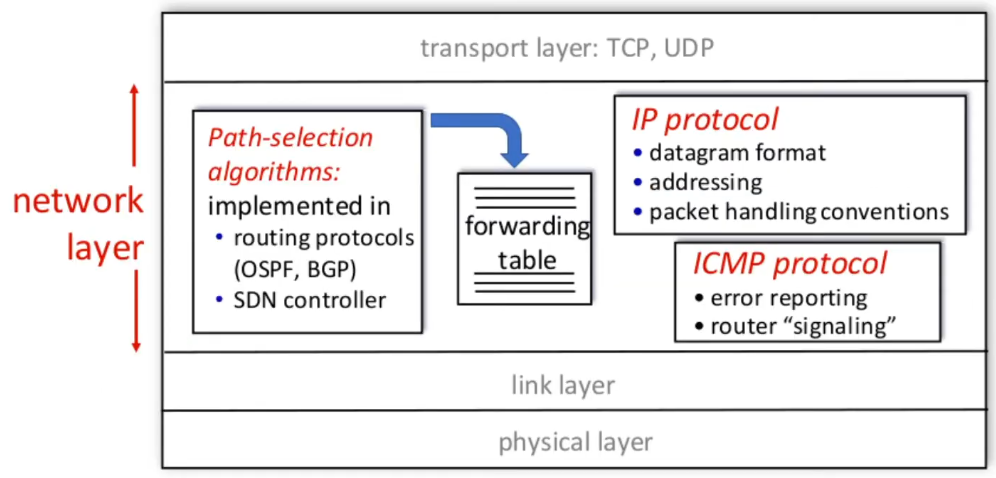 transport layer: TCP, UDP
network
layer
Path-selection
algorithms:
implemented in
• routing protocols
(OSPF, BGP)
• SDN controller
forwarding
table
IP protocol
• datagram format
• addressing
• packet handling conventions
ICMP protocol
• error reporting
• router “signaling”
link layer
physical layer